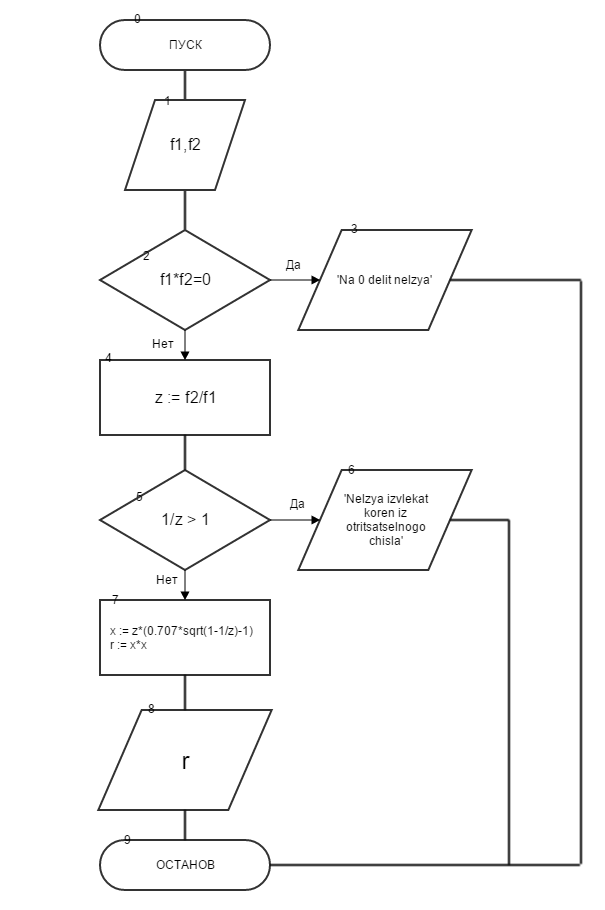 0
ПУСК
1
f1,f2
2
f1*f2=0
Да
3
'Na 0 delit nelzya'
Нет
4
z := f2/f1
5
1/z > 1
Да
6
'Nelzya izvlekat
koren iz
otritsatselnogo
chisla'
Нет
7
x := z*(0.707*sqrt(1-1/z)-1)
r := x*x
8
r
9
ОСТАНОВ